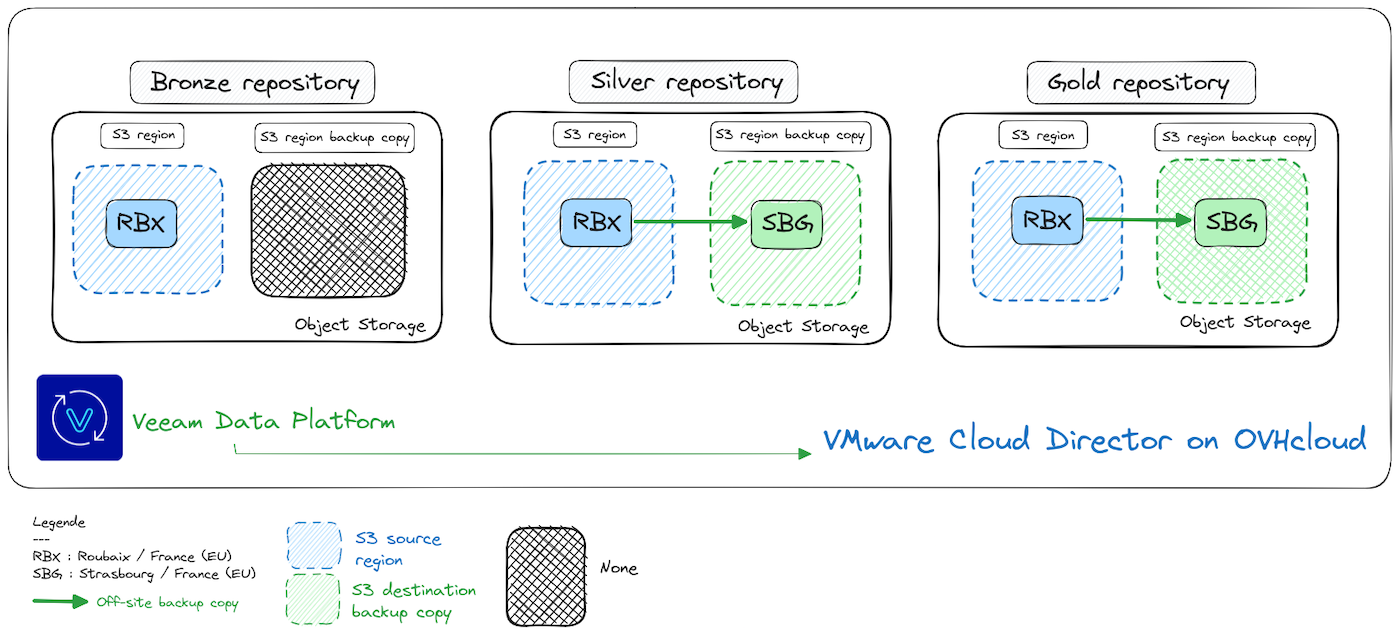 Bronze repository
S3 region
S3 region backup copy
RBX
Object Storage
Silver repository
S3 region
S3 region backup copy
RBX
SBG
Object Storage
Gold repository
S3 region
S3 region backup copy
RBX
SBG
Object Storage
V
Veeam Data Platform
VMware Cloud Director on OVHcloud
Legende
---
RBX : Roubaix / France (EU)
SBG : Strasbourg / France (EU)
Off-site backup copy
S3 source
region
S3 destination
backup copy
None